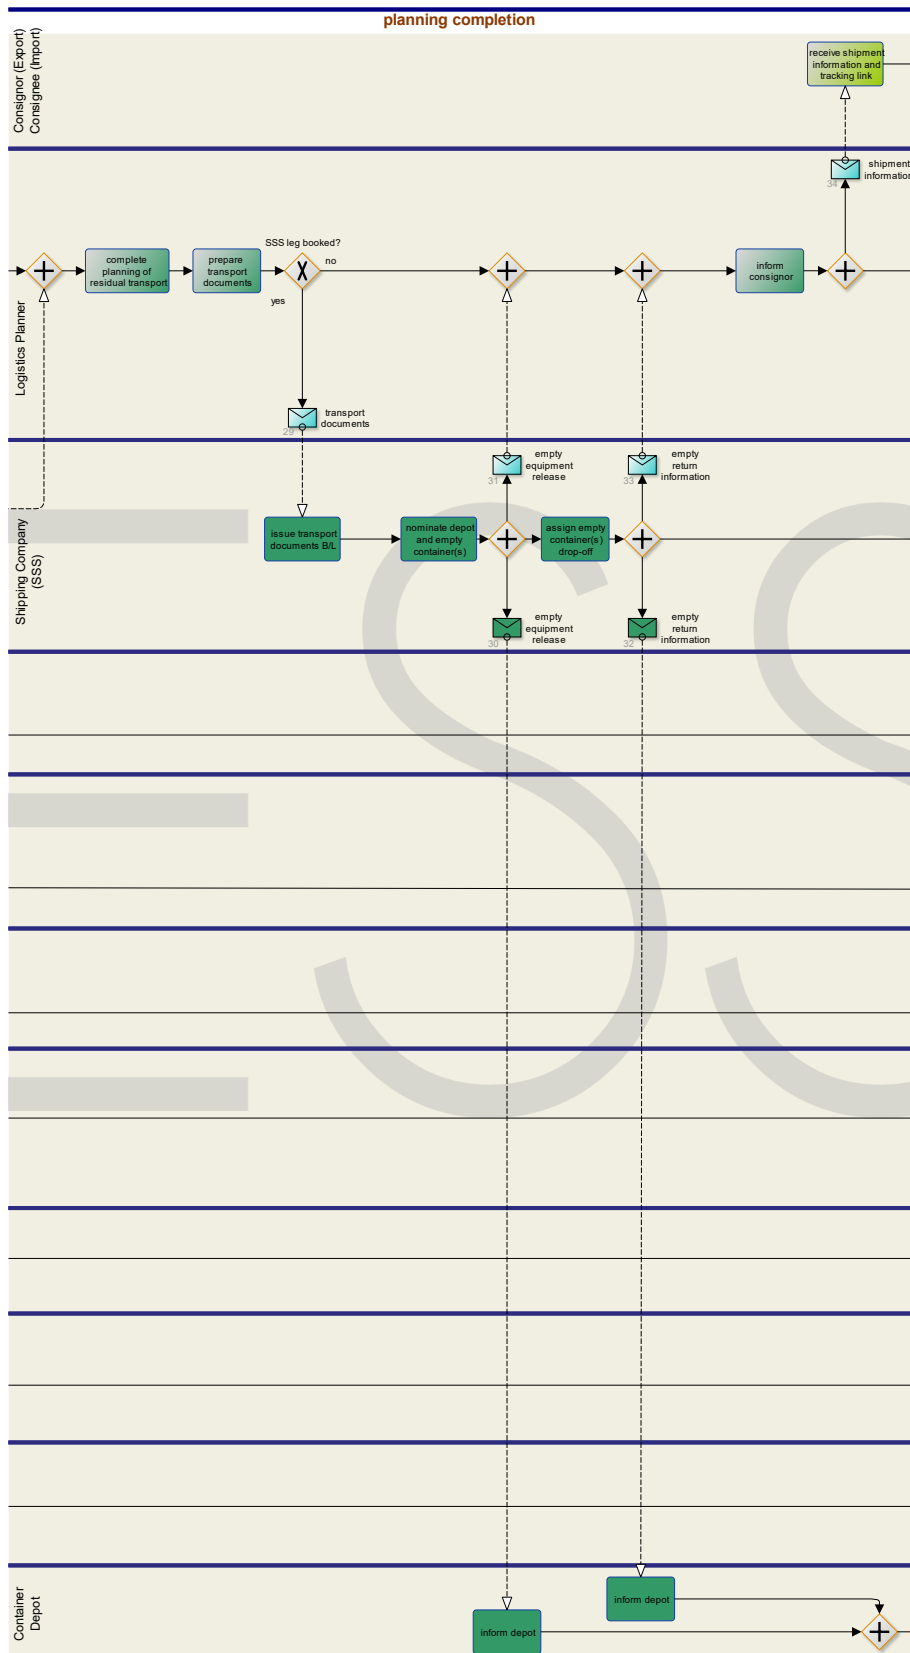 planning completion
Consignor (Export)
Consignee (Import)
receive shipment
information and
tracking link
shipment
information
34
SSS leg booked?
no
yes
complete
planning of
residual transport
prepare
transport
documents
inform
consignor
Logistics Planner
transport
documents
29
empty
equipment
release
31
empty
return
information
33
Shipping Company
(SSS)
issue transport
documents B/L
nominate depot
and empty
container(s)
assign empty
container(s)
drop-off
empty
equipment
release
30
empty
return
information
32
ESS
Container
Depot
inform depot
inform depot